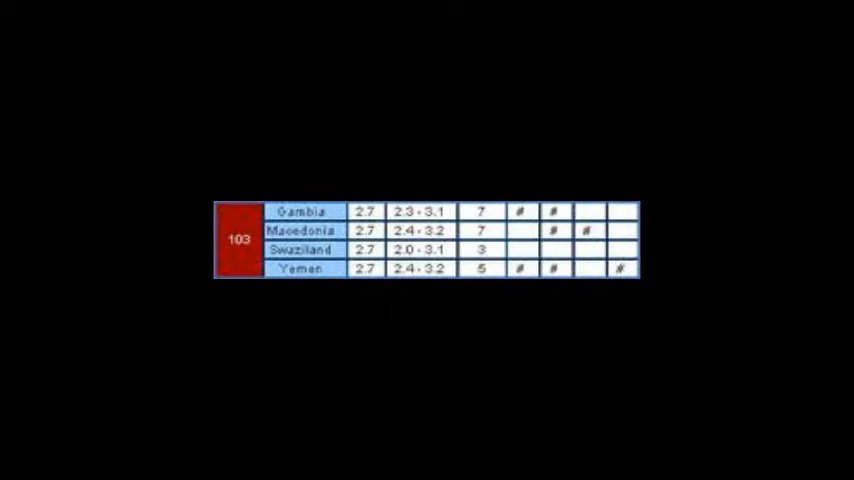 103
Gambia 2.7 2.3 - 3.1 7 # #
Macedonia 2.7 2.4 - 3.2 7 # #
Swaziland 2.7 2.0 - 3.1 3
Yemen 2.7 2.4 - 3.2 5 # # #